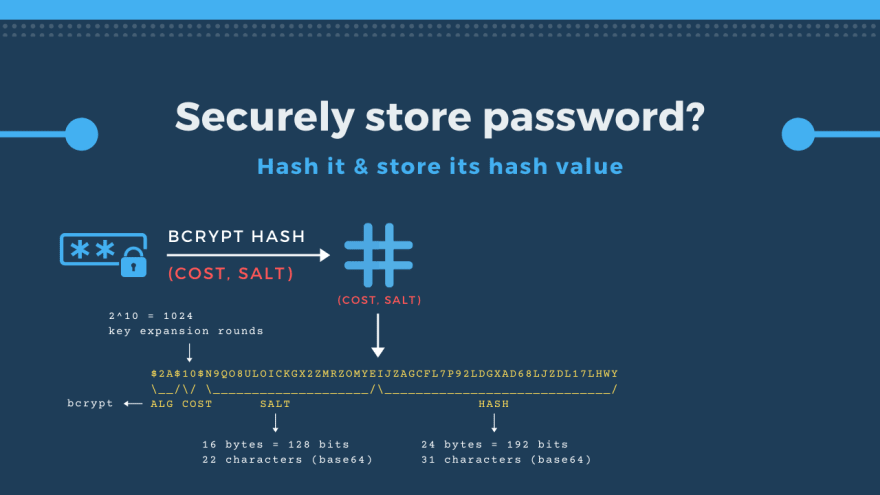 Securely store password?
Hash it & store its hash value
**
BCRYPT HASH
(COST, SALT)
#
(COST, SALT)
2^10 = 1024
key expansion rounds
$2A$10$N9QO8ULOICKGX2ZMRZOMYEIJZAGCFL7P92LDGXAD68LJZDL17LHWY
\__/\/ \____________________/\_____________________________/
bcrypt ALG COST SALT HASH
16 bytes = 128 bits
22 characters (base64)
24 bytes = 192 bits
31 characters (base64)